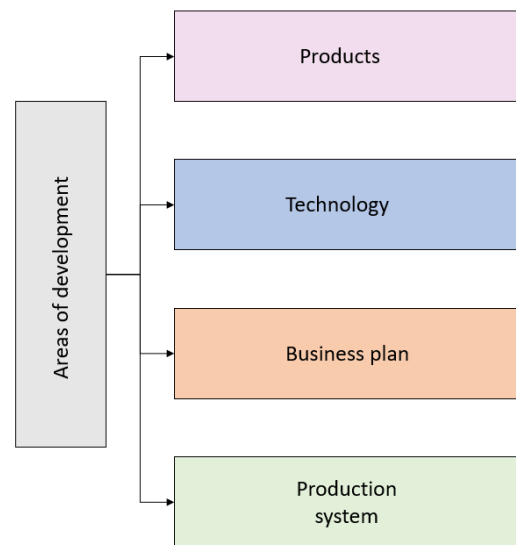 Areas of development
Products
Technology
Business plan
Production
system